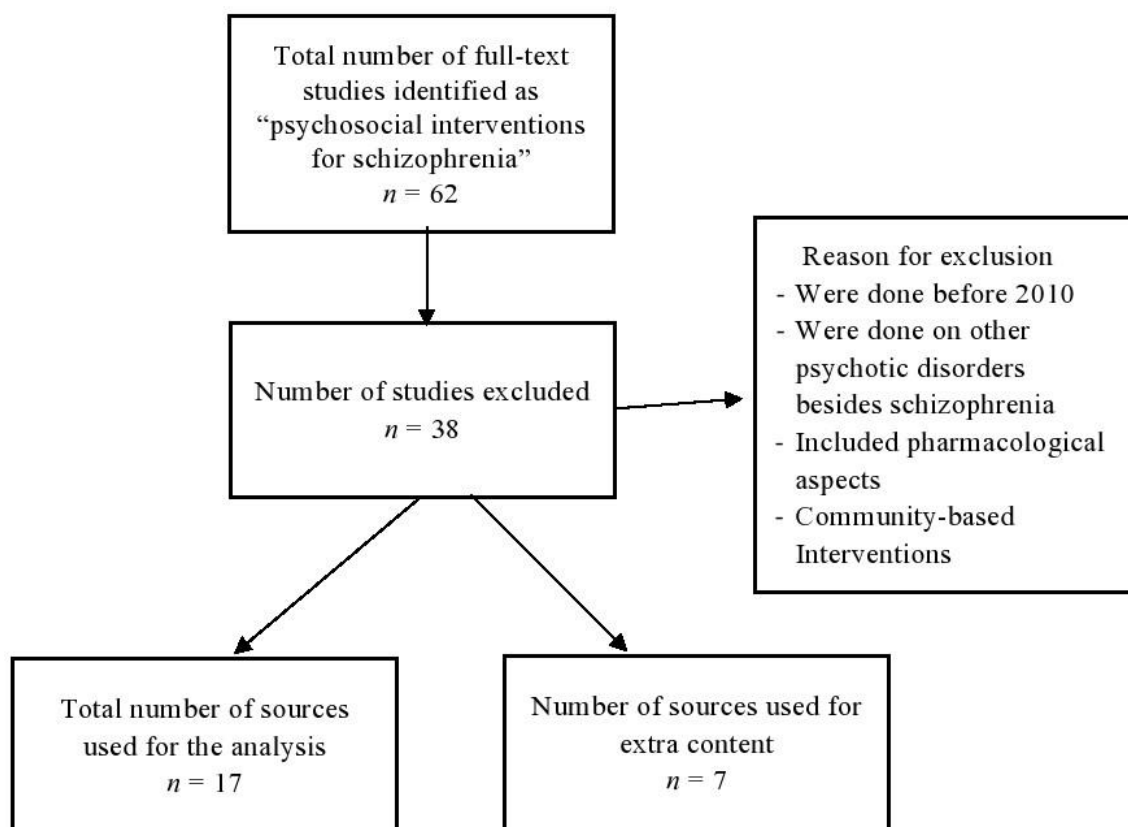 Total number of full-text
studies identified as
“psychosocial interventions
for schizophrenia”
n = 62
Number of studies excluded
n = 38
Reason for exclusion
- Were done before 2010
- Were done on other
psychotic disorders
besides schizophrenia
- Included pharmacological
aspects
- Community-based
Interventions
Total number of sources
used for the analysis
n = 17
Number of sources used for
extra content
n = 7